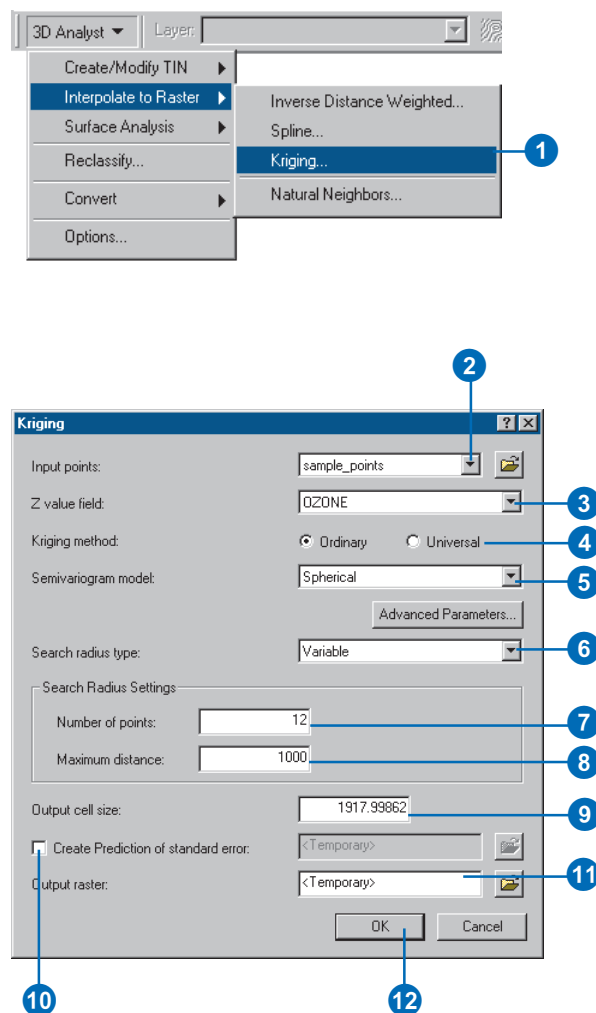 3D Analyst Layer:
Create/Modify TIN
Interpolate to Raster
Surface Analysis
Reclassify...
Convert
Options...
Inverse Distance Weighted...
Spline...
Kriging...
Natural Neighbors...
1
2
Kriging
Input points: sample_points
Z value field: OZONE 3
Kriging method: Ordinary Universal 4
Semivariogram model: Spherical 5
Advanced Parameters...
Search radius type: Variable 6
Search Radius Settings
Number of points: 12 7
Maximum distance: 1000 8
Output cell size: 1917.99862 9
Create Prediction of standard error: <Temporary>
Output raster: <Temporary> 11
OK Cancel
10 12